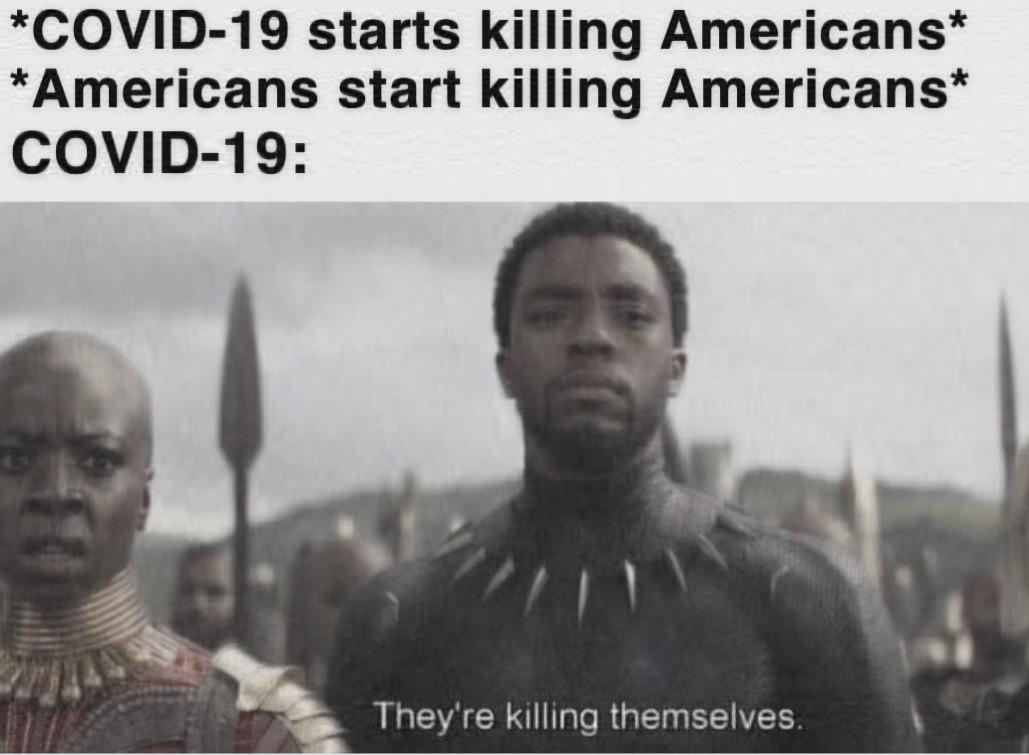 *COVID-19 starts killing Americans*
*Americans start killing Americans*
COVID-19:
They're killing themselves.